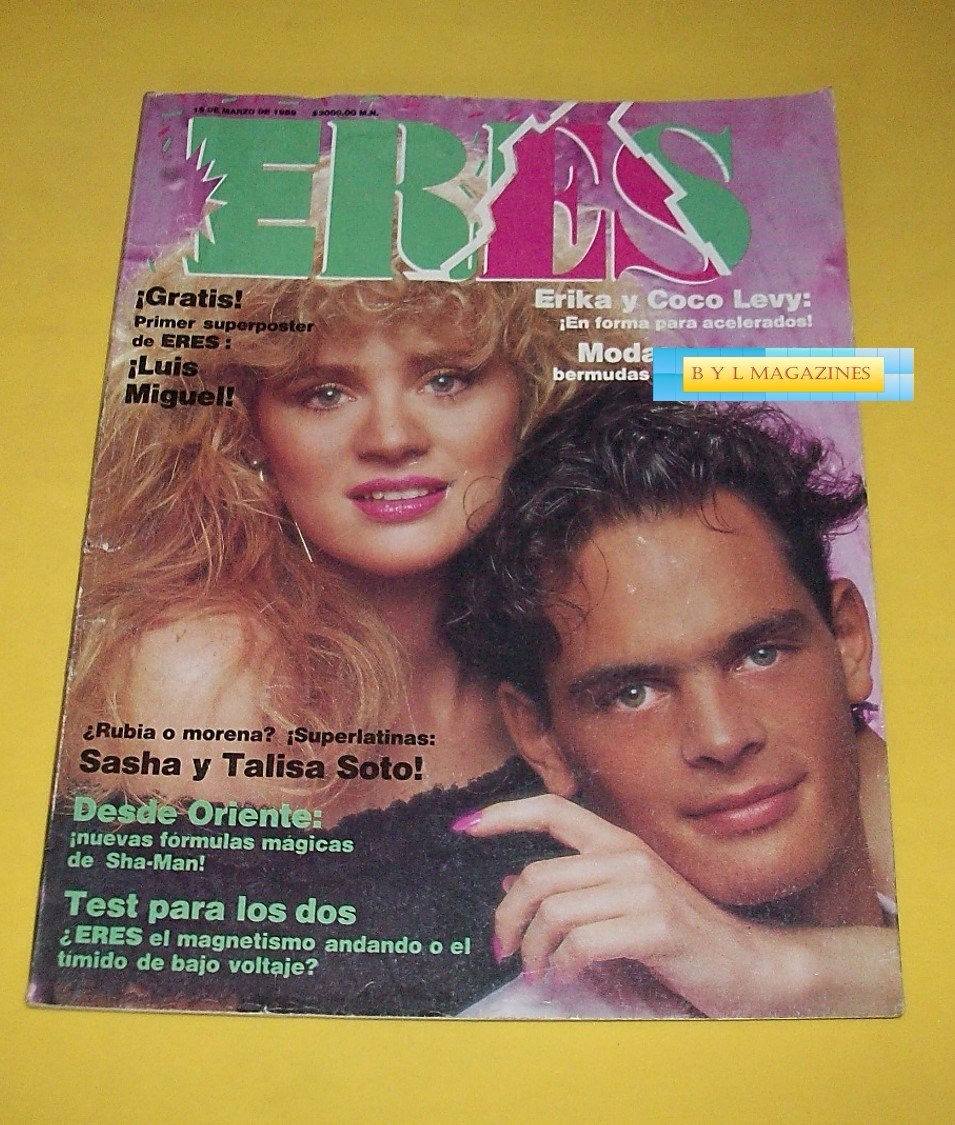 16 DE MARZO DE 1989 $3000.00 M.N.
ERES
¡Gratis!
Primer superposter
de ERES :
¡Luis
Miguel!
Erika y Coco Levy:
¡En forma para acelerados!
Moda
bermudas
B Y L MAGAZINES
¿Rubia o morena? ¡Superlatinas:
Sasha y Talisa Soto!
Desde Oriente:
¡nuevas fórmulas mágicas
de Sha-Man!
Test para los dos
¿ERES el magnetismo andando o el
tímido de bajo voltaje?